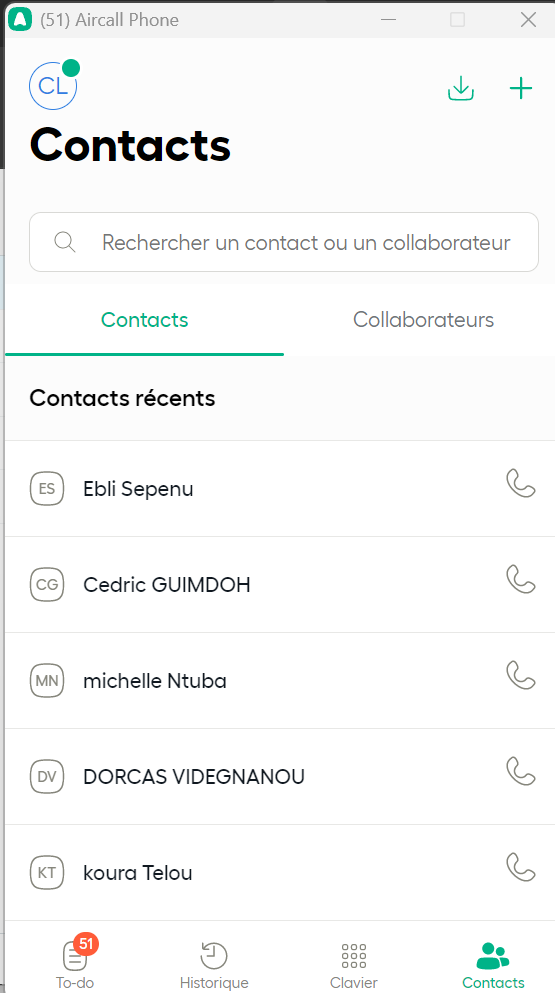 (51) Aircall Phone
CL
Contacts
Rechercher un contact ou un collaborateur
Contacts
Collaborateurs
Contacts récents
ES
Ebli Sepenu
CG
Cedric GUIMDOH
MN
michelle Ntuba
DV
DORCAS VIDEGNANOU
KT
koura Telou
51
To-do
Historique
Clavier
Contacts